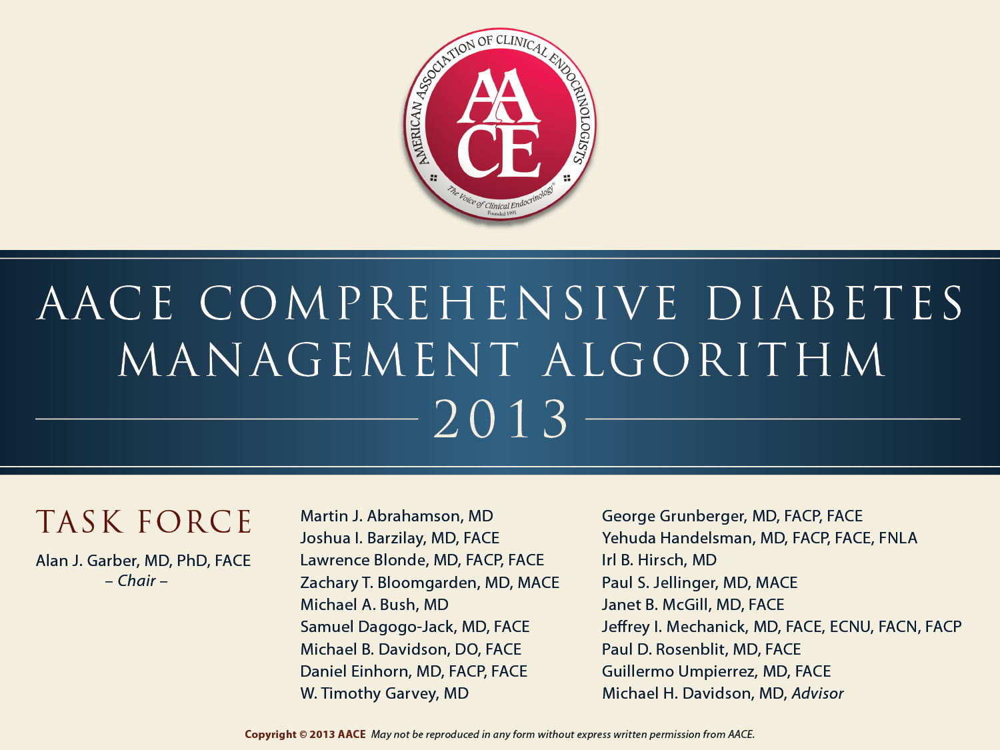 AMERICAN ASSOCIATION OF CLINICAL ENDOCRINOLOGISTS
AA
CE
The Voice of Clinical Endocrinology®
Founded 1991
AACE COMPREHENSIVE DIABETES
MANAGEMENT ALGORITHM
2013
TASK FORCE
Alan J. Garber, MD, PhD, FACE
– Chair –
Martin J. Abrahamson, MD
Joshua I. Barzilay, MD, FACE
Lawrence Blonde, MD, FACP, FACE
Zachary T. Bloomgarden, MD, MACE
Michael A. Bush, MD
Samuel Dagogo-Jack, MD, FACE
Michael B. Davidson, DO, FACE
Daniel Einhorn, MD, FACP, FACE
W. Timothy Garvey, MD
George Grunberger, MD, FACP, FACE
Yehuda Handelsman, MD, FACP, FACE, FNLA
Irl B. Hirsch, MD
Paul S. Jellinger, MD, MACE
Janet B. McGill, MD, FACE
Jeffrey I. Mechanick, MD, FACE, ECNU, FACN, FACP
Paul D. Rosenblit, MD, FACE
Guillermo Umpierrez, MD, FACE
Michael H. Davidson, MD, Advisor
Copyright © 2013 AACE May not be reproduced in any form without express written permission from AACE.